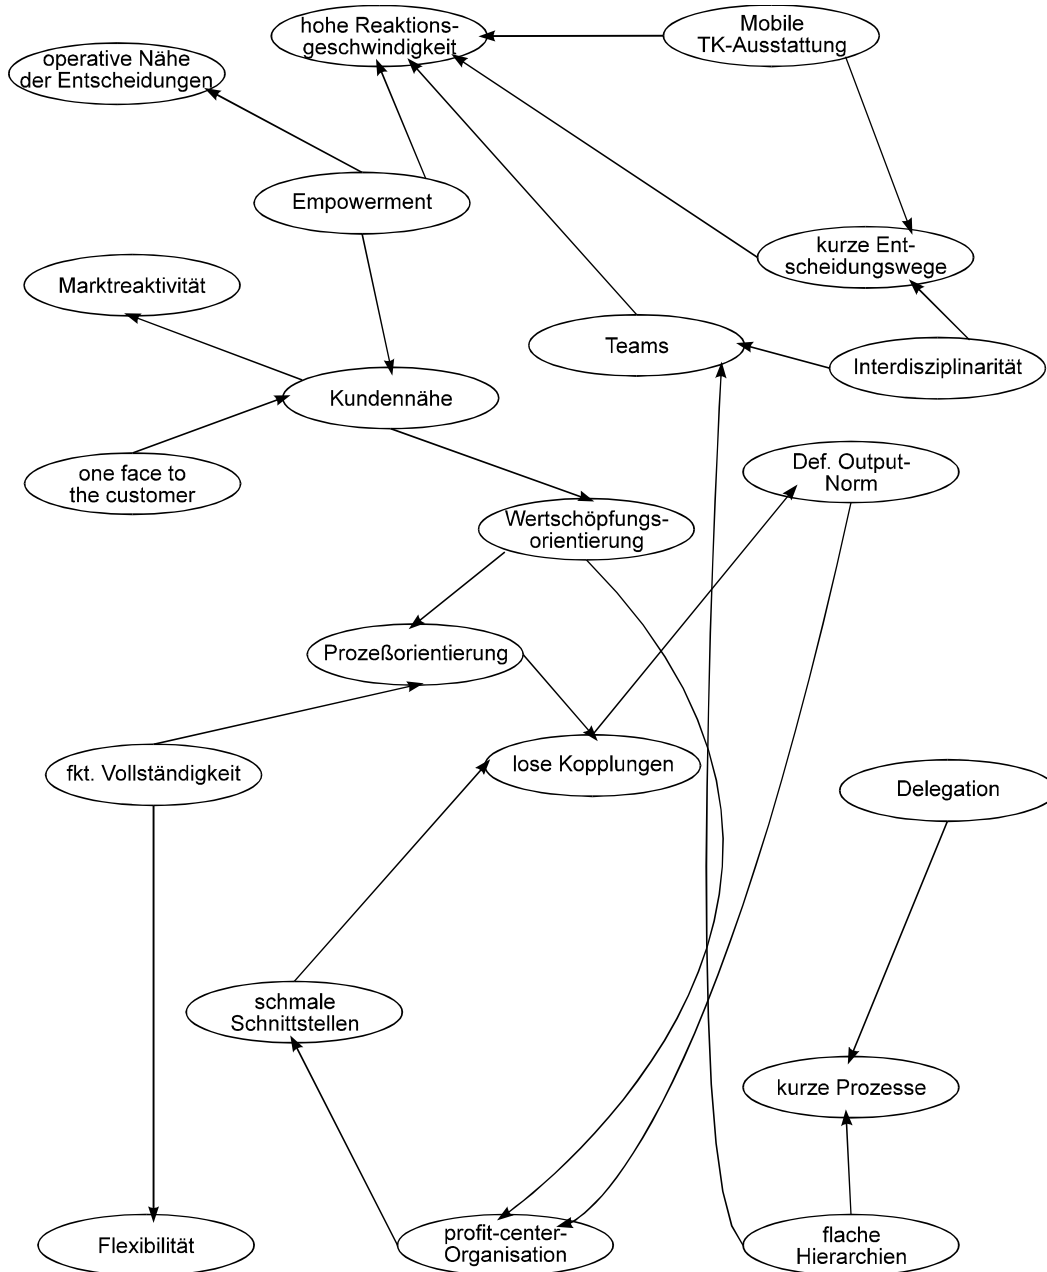 hohe Reaktions-
geschwindigkeit
Mobile
TK-Ausstattung
operative Nähe
der Entscheidungen
Empowerment
kurze Ent-
scheidungswege
Marktreaktivität
Teams
Interdisziplinarität
Kundennähe
one face to
the customer
Def. Output-
Norm
Wertschöpfungs-
orientierung
Prozeßorientierung
fkt. Vollständigkeit
lose Kopplungen
Delegation
schmale
Schnittstellen
kurze Prozesse
Flexibilität
profit-center-
Organisation
flache
Hierarchien